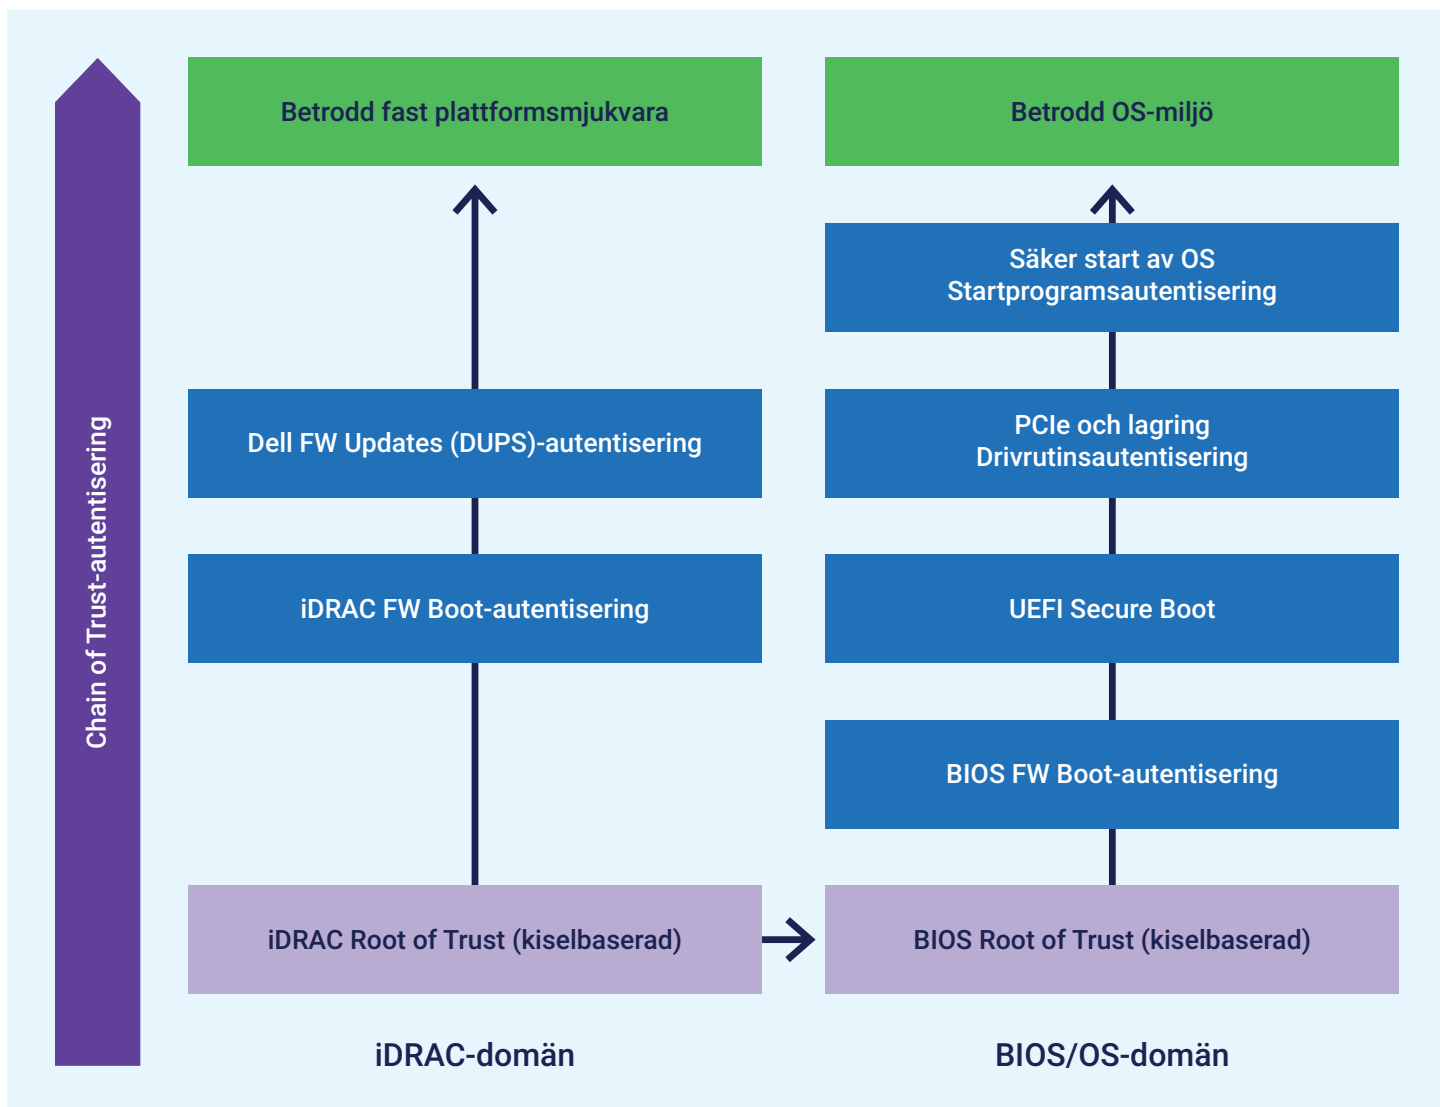 Chain of Trust-autentisering
Betrodd fast plattformsmjukvara
Dell FW Updates (DUPS)-autentisering
iDRAC FW Boot-autentisering
iDRAC Root of Trust (kiselbaserad)
iDRAC-domän
Betrodd OS-miljö
Säker start av OS
Startprogramsautentisering
PCIe och lagring
Drivrutinsautentisering
UEFI Secure Boot
BIOS FW Boot-autentisering
BIOS Root of Trust (kiselbaserad)
BIOS/OS-domän